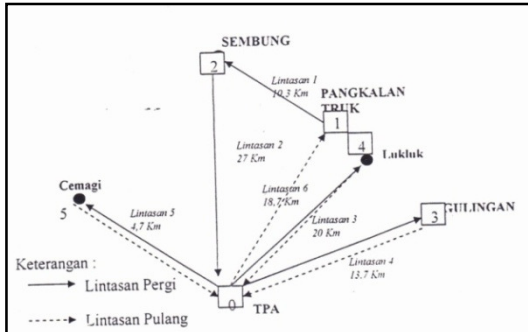 SEMBUNG
2
Lintasan 1
10,3 Km
PANGKALAN
TRUK
1
4
Lukluk
Lintasan 2
27 Km
Lintasan 6
18,7 Km
Lintasan 3
20 Km
Cemagi
5
Lintasan 5
4,7 Km
3
GULINGAN
Lintasan 4
13.7 Km
Keterangan :
Lintasan Pergi
Lintasan Pulang
0
TPA